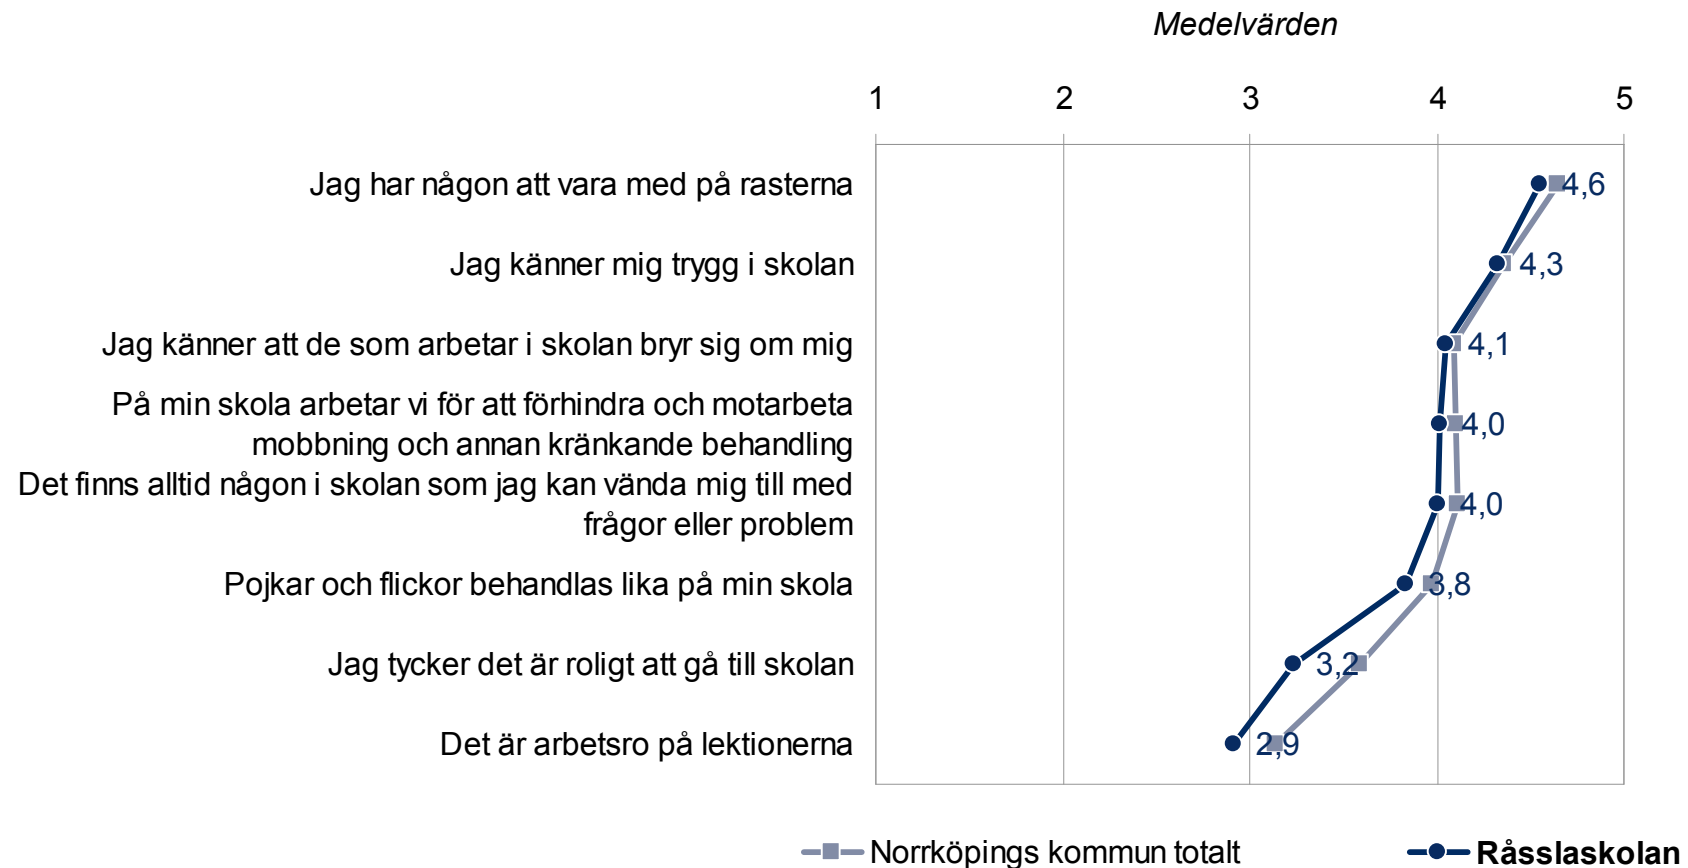 Medelvärden
1 2 3 4 5
Jag har någon att vara med på rasterna 4,6
Jag känner mig trygg i skolan 4,3
Jag känner att de som arbetar i skolan bryr sig om mig 4,1
På min skola arbetar vi för att förhindra och motarbeta
mobbning och annan kränkande behandling 4,0
Det finns alltid någon i skolan som jag kan vända mig till med
frågor eller problem 4,0
Pojkar och flickor behandlas lika på min skola 3,8
Jag tycker det är roligt att gå till skolan 3,2
Det är arbetsro på lektionerna 2,9
Norrköpings kommun totalt Råsslaskolan